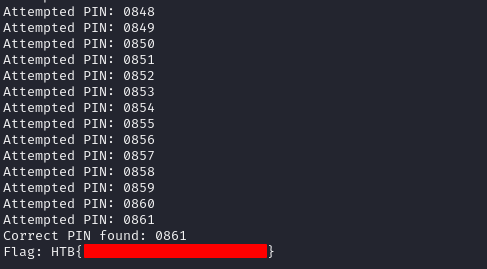 Attempted PIN: 0848
Attempted PIN: 0849
Attempted PIN: 0850
Attempted PIN: 0851
Attempted PIN: 0852
Attempted PIN: 0853
Attempted PIN: 0854
Attempted PIN: 0855
Attempted PIN: 0856
Attempted PIN: 0857
Attempted PIN: 0858
Attempted PIN: 0859
Attempted PIN: 0860
Attempted PIN: 0861
Correct PIN found: 0861
Flag: HTB{}